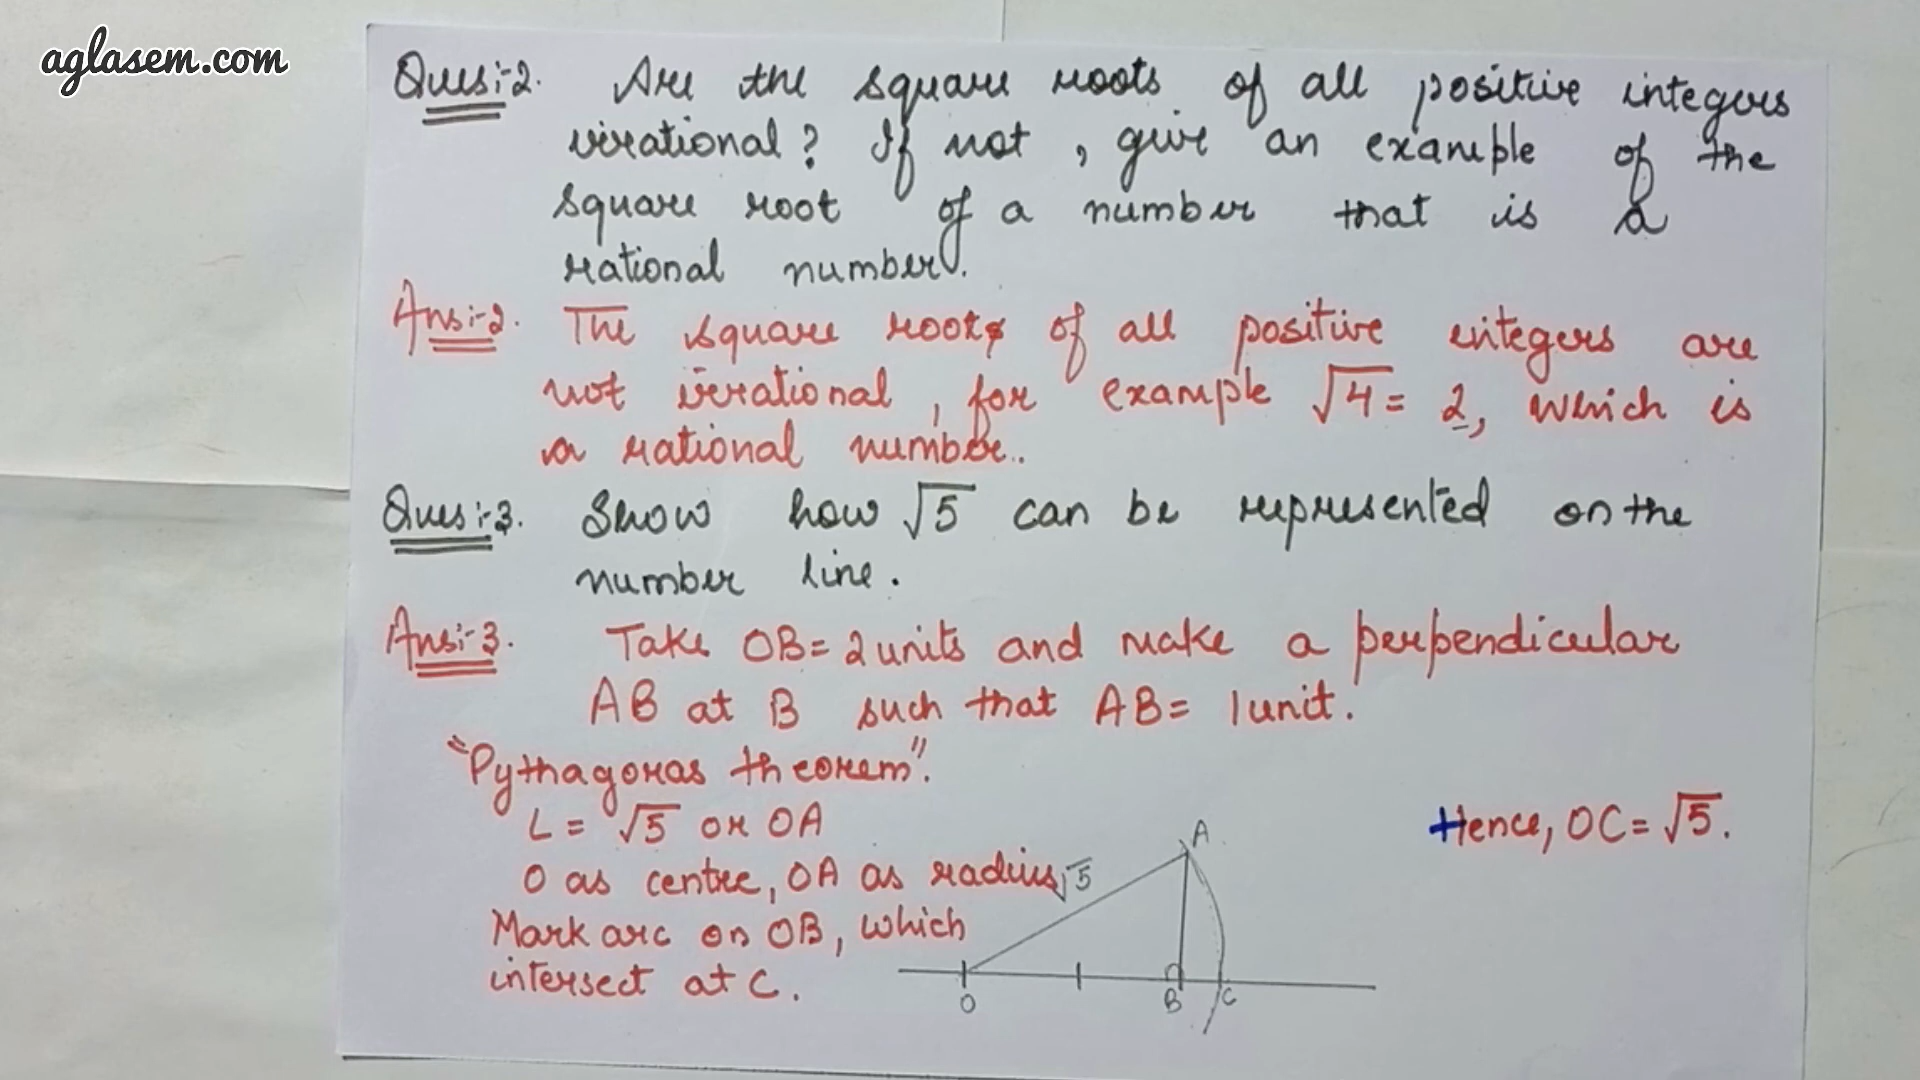 aglasem.com
Ques:-2. Are the square roots of all positive integers
irrational? If not, give an example of the
square root of a number that is a
rational number.
Ans:-2. The square roots of all positive integers are
not irrational, for example √4 = 2, which is
a rational number.
Ques:-3. Show how √5 can be represented on the
number line.
Ans:-3. Take OB = 2 units and make a perpendicular
AB at B such that AB = 1 unit.
"Pythagoras theorem".
L = √5 or OA
O as centre, OA as radius
Mark arc on OB, which
intersect at C.
Hence, OC = √5.
A
√5
O B C